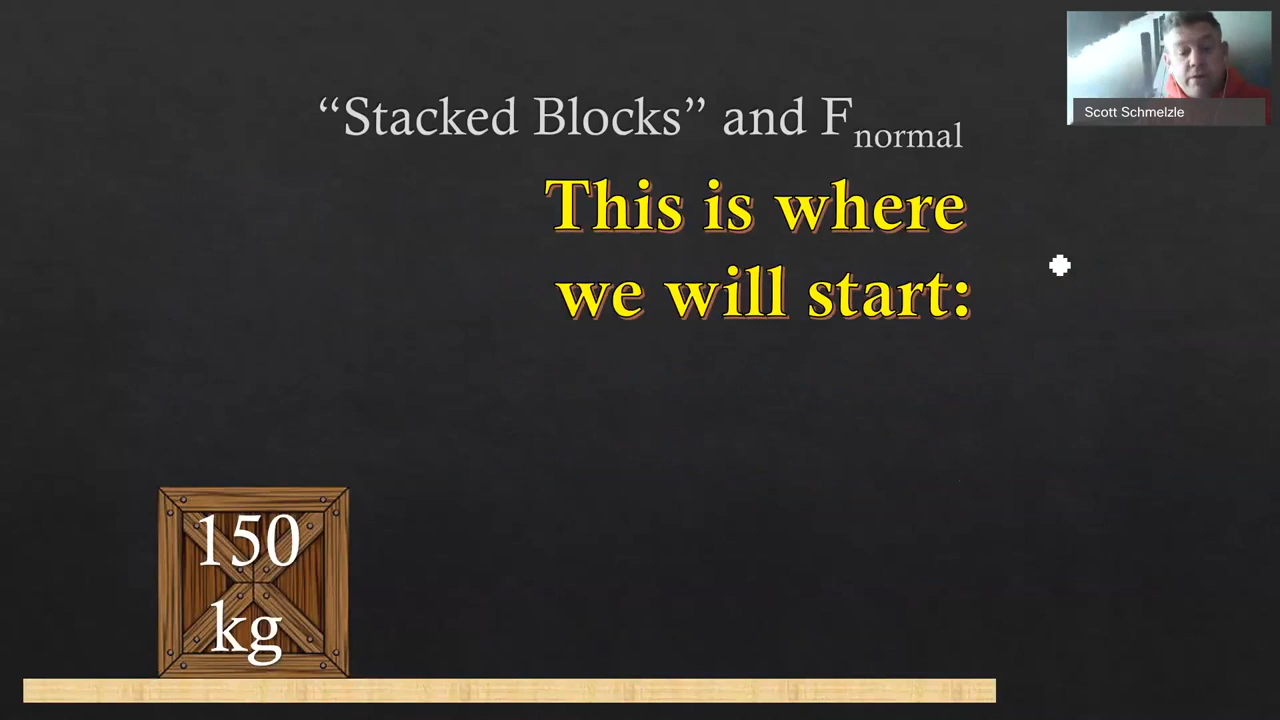 Scott Schmelzle
“Stacked Blocks” and Fnormal
This is where
we will start:
150
kg